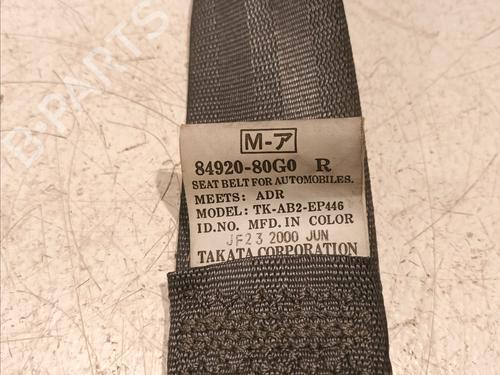 M-ア
84920-80G0 R
SEAT BELT FOR AUTOMOBILES.
MEETS: ADR
MODEL: TK-AB2-EP446
ID.NO. MFD. IN COLOR
JF23 2000 JUN
TAKATA CORPORATION
B-PARTS